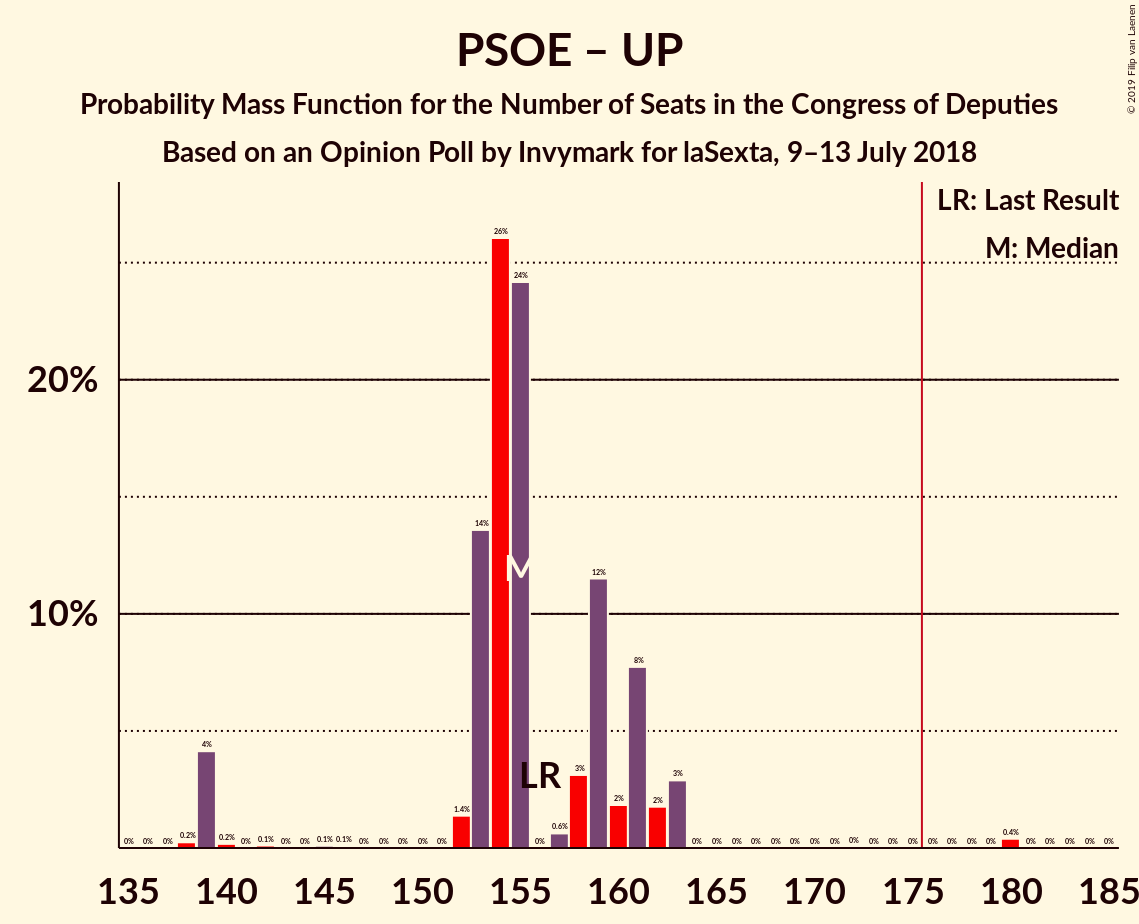 PSOE – UP
Probability Mass Function for the Number of Seats in the Congress of Deputies
Based on an Opinion Poll by Invymark for laSexta, 9–13 July 2018
© 2019 Filip van Laenen
LR: Last Result
M: Median
20%
10%
0% 0% 0% 0.2% 4% 0.2% 0% 0.1% 0% 0% 0.1% 0.1% 0% 0% 0% 0% 0% 1.4% 14% 26% 24% 0% 0.6% 3% 12% 2% 8% 2% 3% 0% 0% 0% 0% 0% 0% 0% 0% 0% 0% 0% 0% 0% 0% 0% 0% 0.4% 0% 0% 0% 0% 0%
M
LR
135 140 145 150 155 160 165 170 175 180 185